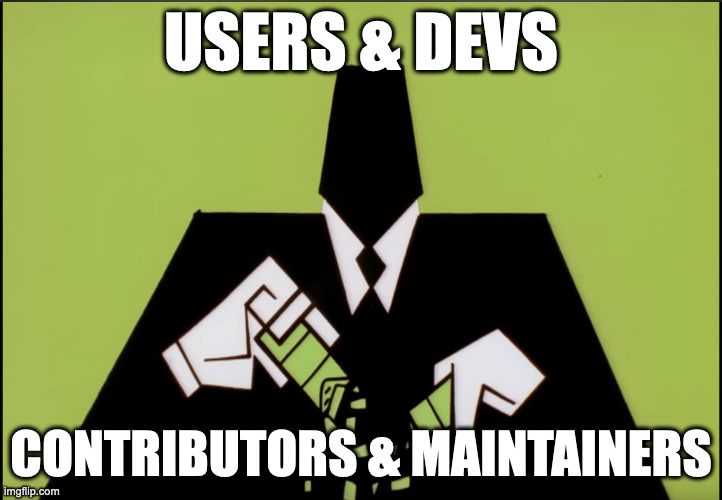 USERS & DEVS
CONTRIBUTORS & MAINTAINERS
imgflip.com